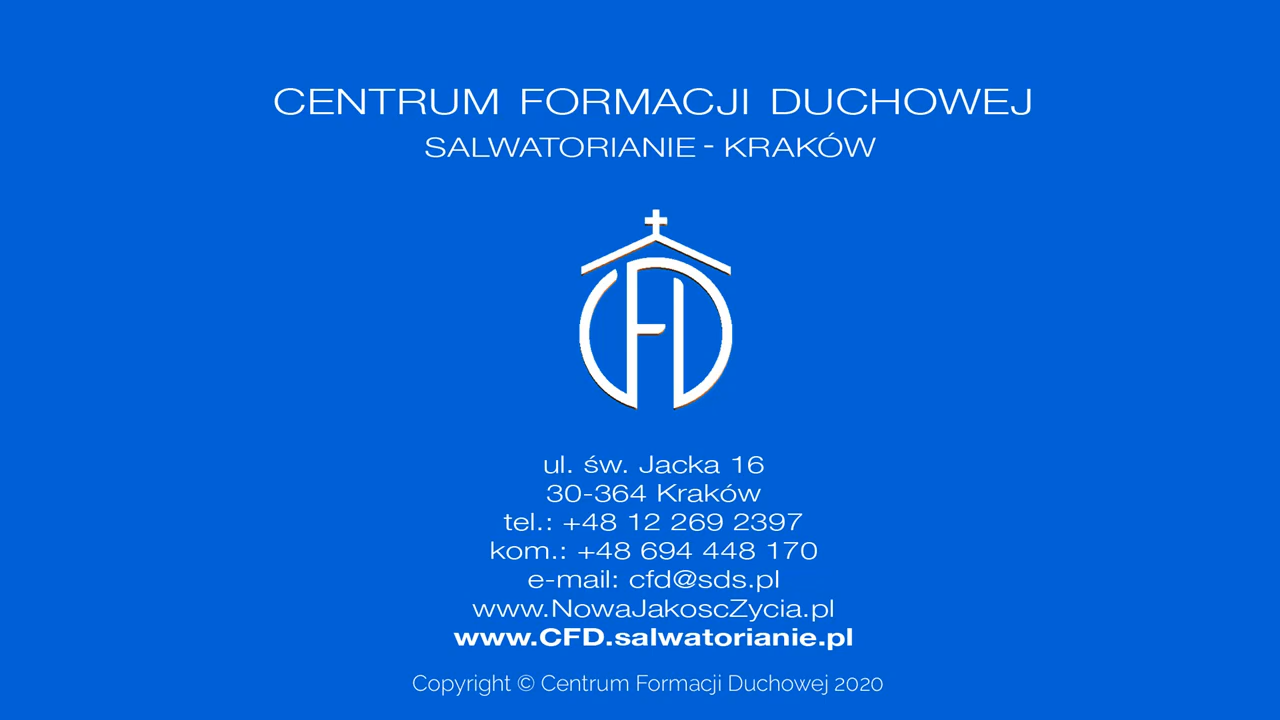 CENTRUM FORMACJI DUCHOWEJ
SALWATORIANIE - KRAKÓW
CFD
ul. św. Jacka 16
30-364 Kraków
tel.: +48 12 269 2397
kom.: +48 694 448 170
e-mail: cfd@sds.pl
www.NowaJakoscZycia.pl
www.CFD.salwatorianie.pl
Copyright © Centrum Formacji Duchowej 2020